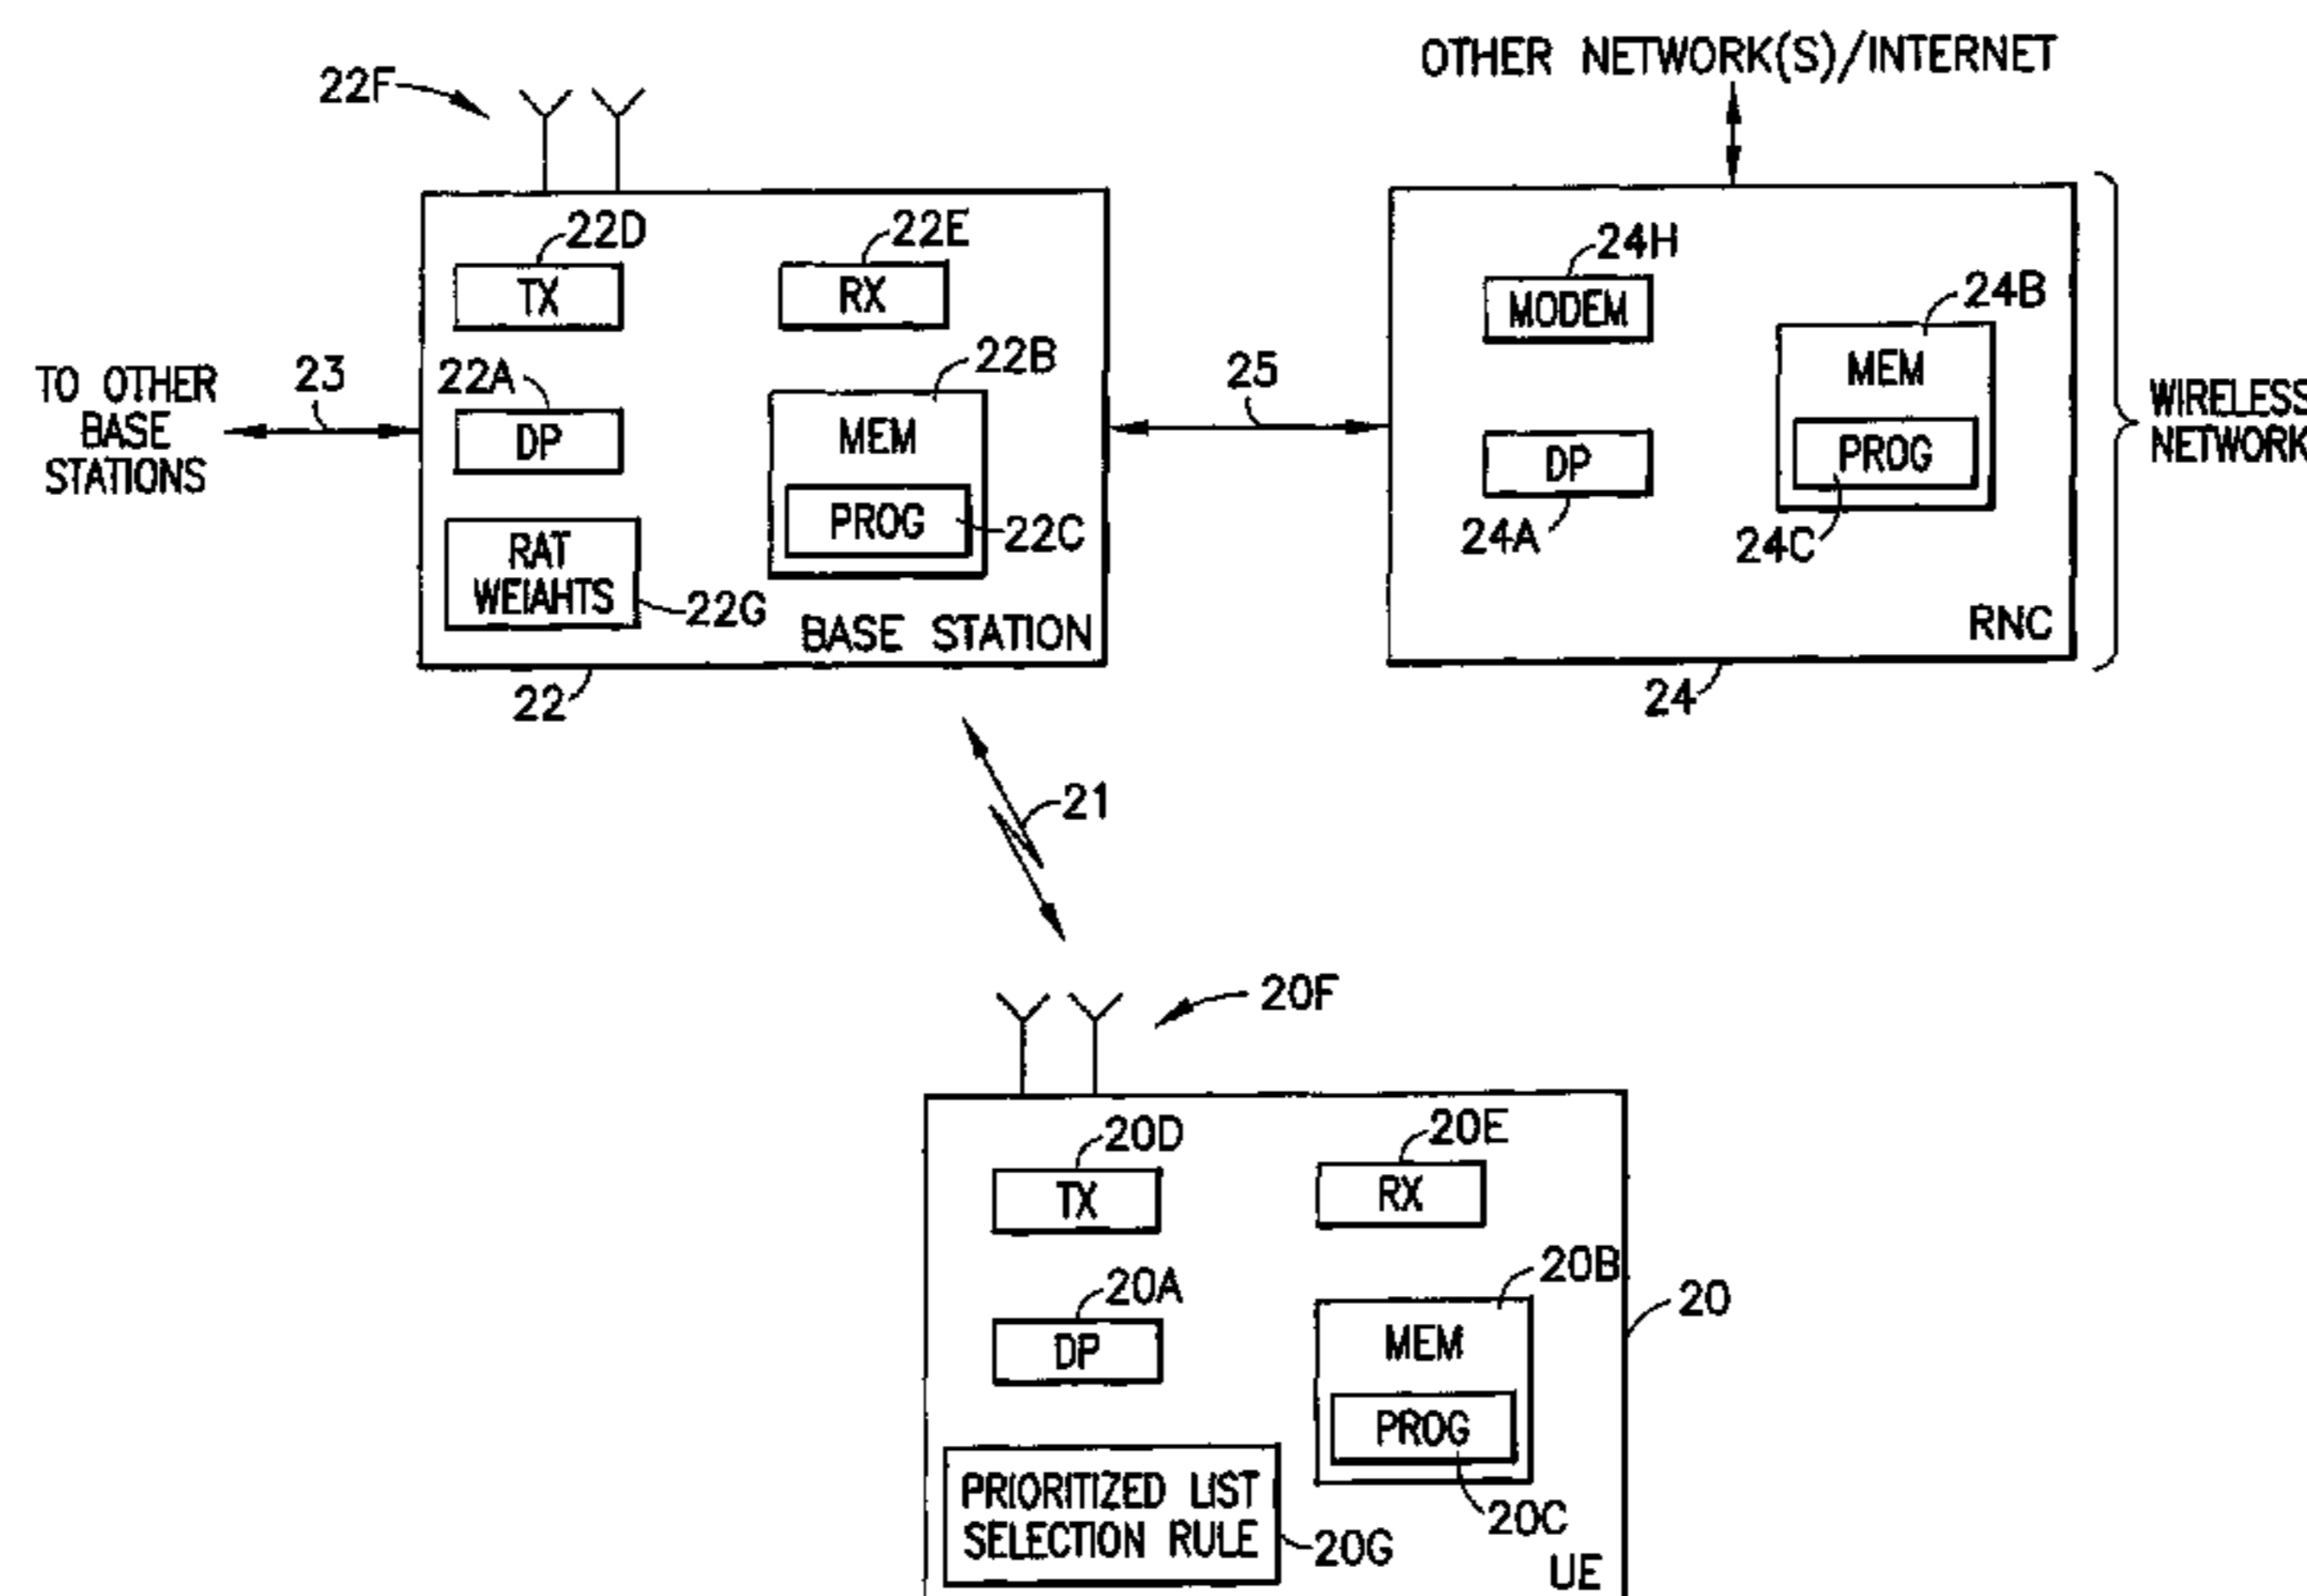 OTHER NETWORK(S)/INTERNET
22F
22D
TX
22E
RX
22A
DP
22B
MEM
PROG
22C
RAT
WEIAHTS
22G
BASE STATION
22
TO OTHER
BASE
STATIONS
23
25
24H
MODEM
24B
MEM
PROG
24C
DP
24A
RNC
24
WIRELESS
NETWORK
21
20F
20D
TX
20E
RX
20A
DP
20B
MEM
PROG
20C
20
PRIORITIZED LIST
SELECTION RULE
20G
UE